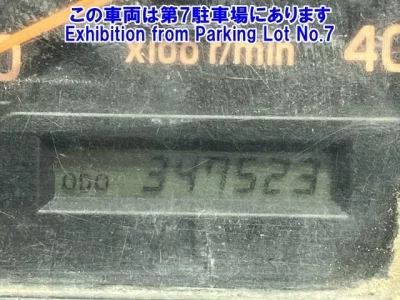 この車両は第7駐車場にあります
Exhibition from Parking Lot No.7
0 x100 r/min 40
ODO 347523